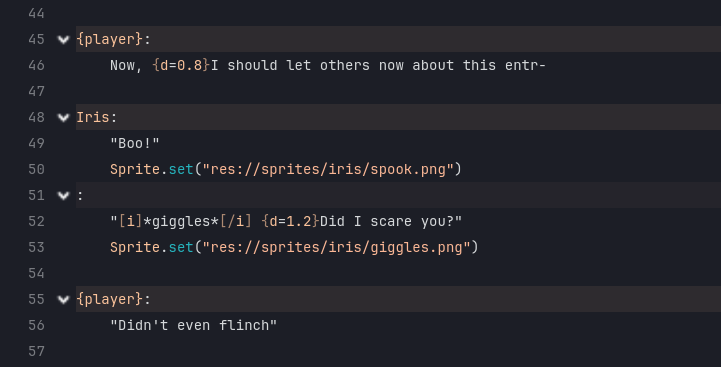 44
45 {player}:
46 Now, {d=0.8}I should let others now about this entr-
47
48 Iris:
49 "Boo!"
50 Sprite.set("res://sprites/iris/spook.png")
51 :
52 "[i]*giggles*[/i] {d=1.2}Did I scare you?"
53 Sprite.set("res://sprites/iris/giggles.png")
54
55 {player}:
56 "Didn't even flinch"
57